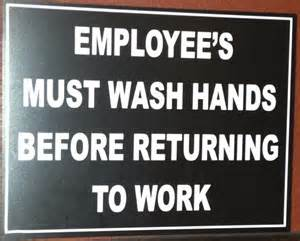 EMPLOYEE'S
MUST WASH HANDS
BEFORE RETURNING
TO WORK